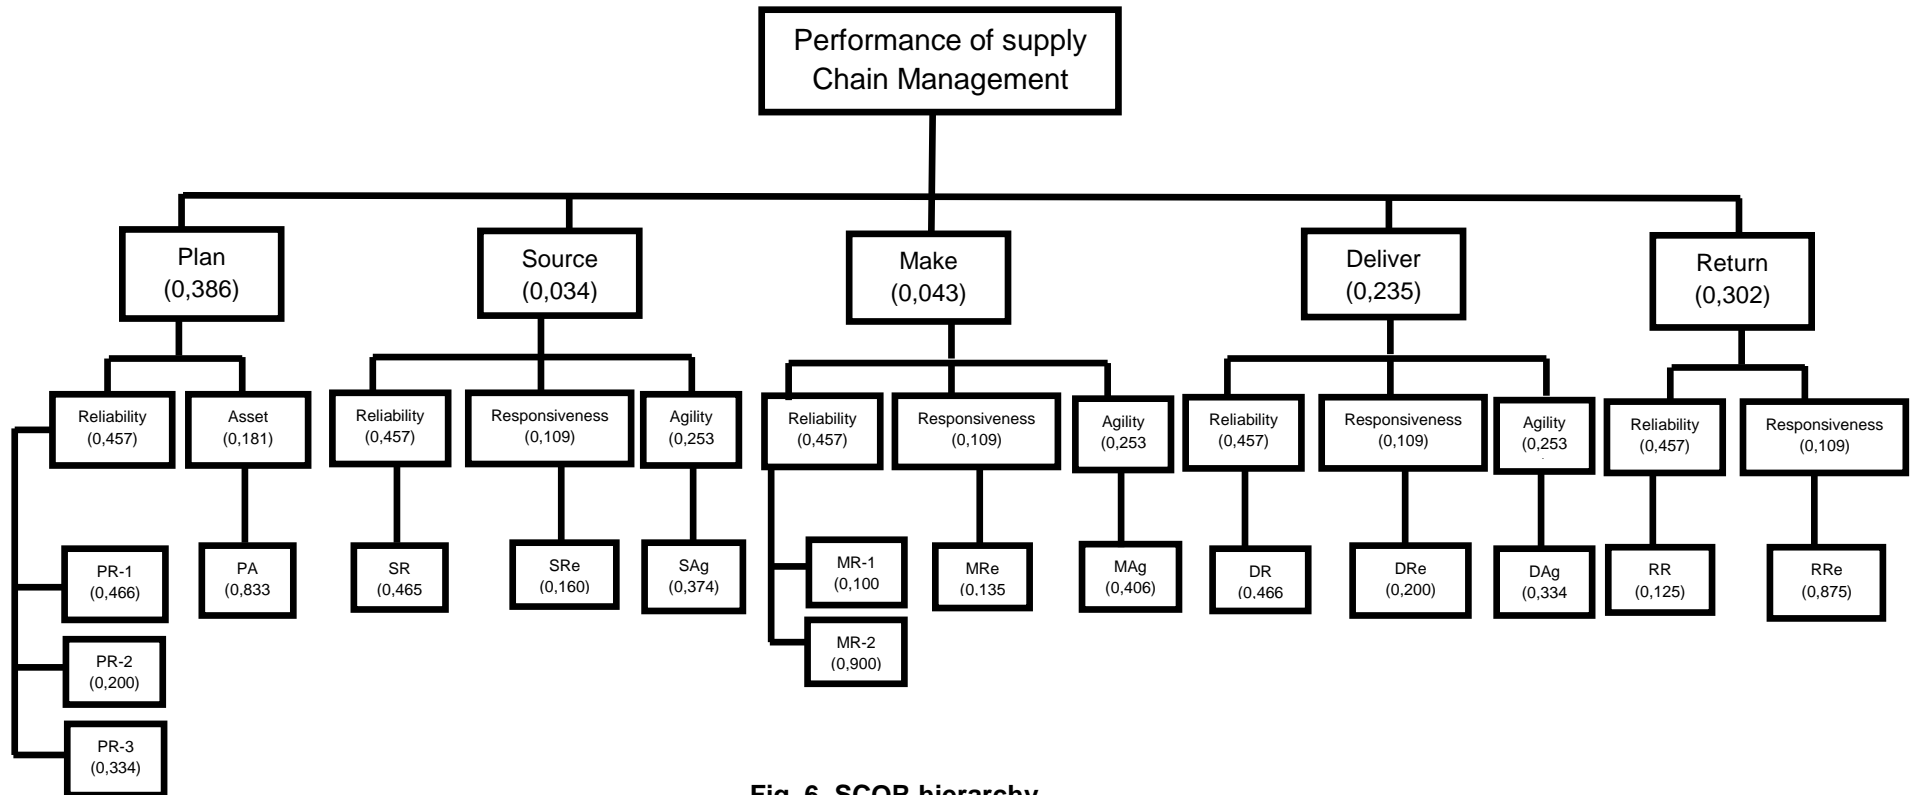 Performance of supply
Chain Management
Plan
(0,386)
Source
(0,034)
Make
(0,043)
Deliver
(0,235)
Return
(0,302)
Reliability
(0,457)
Asset
(0,181)
Reliability
(0,457)
Responsiveness
(0,109)
Agility
(0,253
Reliability
(0,457)
Responsiveness
(0,109)
Agility
(0,253
Reliability
(0,457)
Responsiveness
(0,109)
Agility
(0,253
Reliability
(0,457)
Responsiveness
(0,109)
PR-1
(0,466)
PR-2
(0,200)
PR-3
(0,334)
PA
(0,833
SR
(0,465
SRe
(0,160)
SAg
(0,374)
MR-1
(0,100
MR-2
(0,900)
MRe
(0.135
MAg
(0,406)
DR
(0,466
DRe
(0,200)
DAg
(0,334
RR
(0,125)
RRe
(0,875)
Fig. 6. SCOR hierarchy